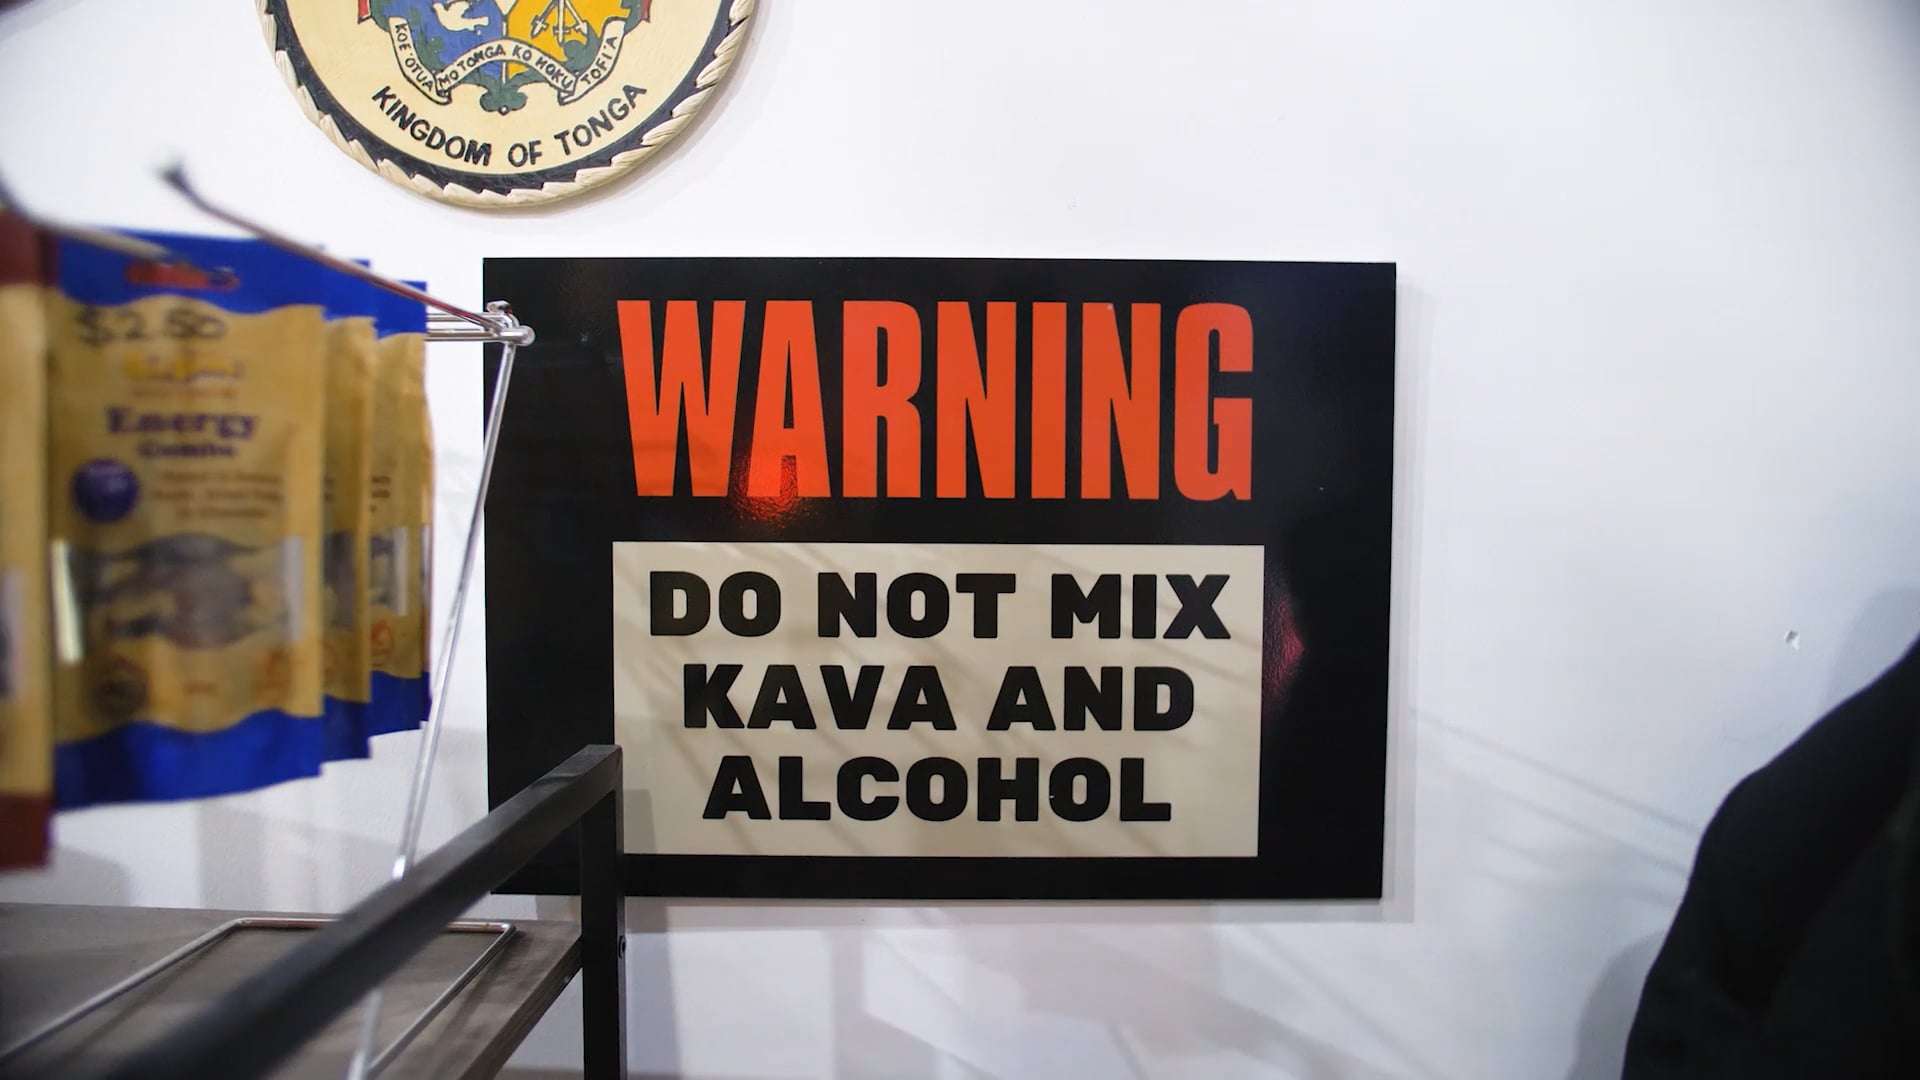 KOE 'OTUA MO TONGA KO HOKU TOFI'A
KINGDOM OF TONGA
$2.50
Energy
Combo
WARNING
DO NOT MIX
KAVA AND
ALCOHOL